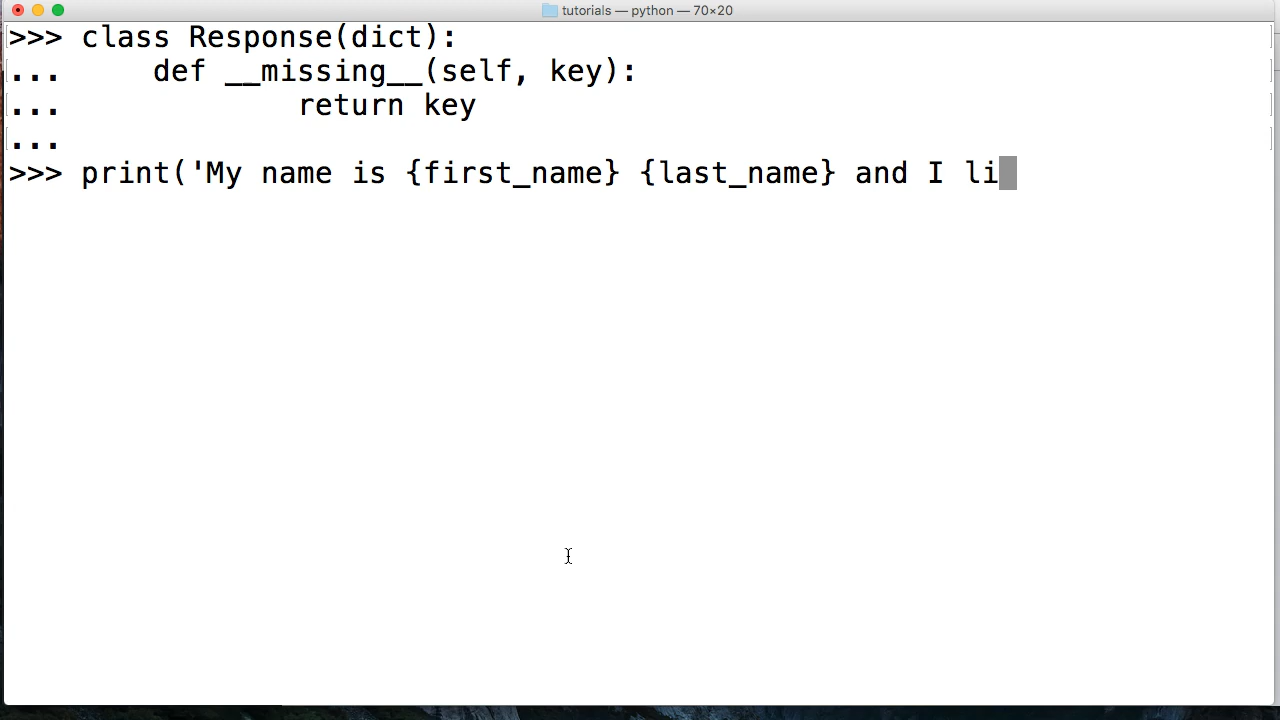 tutorials — python — 70×20
>>> class Response(dict):
...     def __missing__(self, key):
...             return key
...
>>> print('My name is {first_name} {last_name} and I li